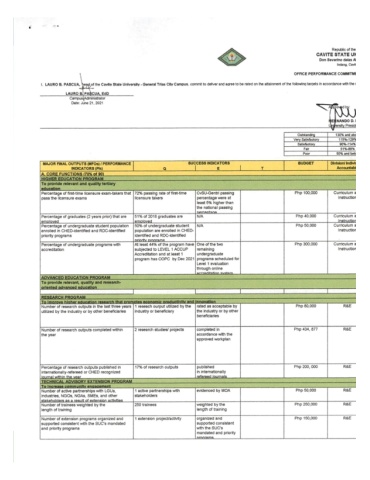 Republic of the
CAVITE STATE U
Don Severino delas A
Indang, Cavit
OFFICE PERFORMANCE COMMITM
I, LAURO B. PASCUA, head of the Cavite State University - General Trias City Campus, commit to deliver and agree to be rated on the attainment of the following targets in accordance with the
LAURO B. PASCUA, EdD
Campus Administrator
Date: June 21, 2021
HERNANDO D.
University Presid
Outstanding 130% and abo
Very Satisfactory 115%-129%
Satisfactory 90%-114%
Fair 51%-89%
Poor 50% and belo
MAJOR FINAL OUTPUTS (MFOs) / PERFORMANCE INDICATORS (PIs)
SUCCESS INDICATORS
BUDGET
Division/ Indivi
Accountable
Q E T
A. CORE FUNCTIONS (70% of 90)
HIGHER EDUCATION PROGRAM
To provide relevant and quality tertiary
education
Percentage of first-time licensure exam-takers that
pass the licensure exams
72% passing rate of first-time
licensure takers
CvSU-Gentri passing
percentage were at
least 5% higher than
the national passing
percentage
Php 100,000
Curriculum a
Instruction
Percentage of graduates (2 years prior) that are
employed
51% of 2018 graduates are
employed
N/A
Php 40,000
Curriculum a
Instruction
Percentage of undergraduate student population
enrolled in CHED-identified and RDC-identified
priority programs
50% of undergraduate student
population are enrolled in CHED-
identified and RDC-identified
priority programs
N/A
Php 50,000
Curriculum a
Instruction
Percentage of undergraduate programs with
accreditation
At least 44% of the program have
subjected to LEVEL 1 ACCUP
Accreditation and at least 1
program has COPC by Dec 2021
One of the two
remaining
undergraduate
programs scheduled for
Level 1 evaluation
through online
accreditation system
Php 300,000
Curriculum a
Instruction
ADVANCED EDUCATION PROGRAM
To provide relevant, quality and research-
oriented advanced education
RESEARCH PROGRAM
To increase higher education research that promotes economic productivity and innovation
Number of research outputs in the last three years
utilized by the industry or by other beneficiaries
1 research output utilized by the
industry or beneficiary
rated as acceptable by
the industry or by other
beneficiaries
Php 80,000
R&E
Number of research outputs completed within
the year
2 research studies/ projects
completed in
accordance with the
approved workplan
Php 424, 877
R&E
Percentage of research outputs published in
internationally-refereed or CHED recognized
journal within the year
17% of research outputs
published
in internationally
refereed journals
Php 200, 000
R&E
TECHNICAL ADVISORY EXTENSION PROGRAM
To increase community engagement
Number of active partnerships with LGUs,
industries, NGOs, NGAs, SMEs, and other
stakeholders as a result of extension activities
1 active partnerships with
stakeholders
evidenced by MOA
Php 50,000
R&E
Number of trainees weighted by the
length of training
200 trainees
weighted by the
length of training
Php 200,000
R&E
Number of extension programs organized and
supported consistent with the SUC's mandated
and priority programs
1 extension project/activity
organized and
supported consistent
with the SUC's
mandated and priority
programs
Php 100,000
R&E